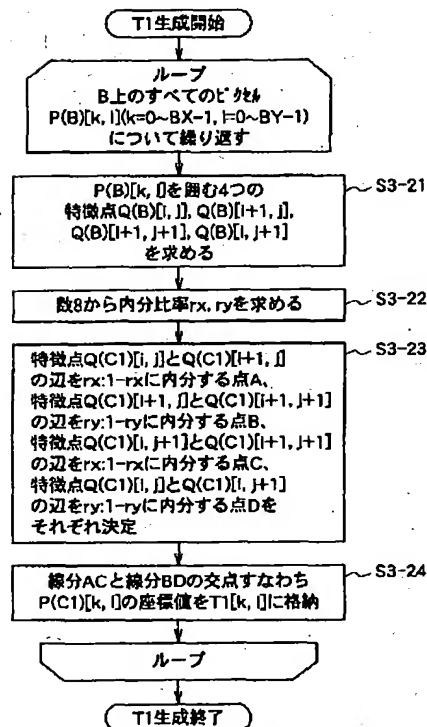 T1生成開始
ループ
B上のすべてのピクセル
P(B)[k, l](k=0~BX-1, l=0~BY-1)
について繰り返す
P(B)[k, l]を囲む4つの
特徴点Q(B)[i, j], Q(B)[i+1, j],
Q(B)[i+1, j+1], Q(B)[i, j+1]
を求める
S3-21
数8から内分比率rx, ryを求める
S3-22
特徴点Q(C1)[i, j]とQ(C1)[i+1, j]
の辺をrx:1-rxに内分する点A、
特徴点Q(C1)[i+1, j]とQ(C1)[i+1, j+1]
の辺をry:1-ryに内分する点B、
特徴点Q(C1)[i, j+1]とQ(C1)[i+1, j+1]
の辺をrx:1-rxに内分する点C、
特徴点Q(C1)[i, j]とQ(C1)[i, j+1]
の辺をry:1-ryに内分する点Dを
それぞれ決定
S3-23
線分ACと線分BDの交点すなわち
P(C1)[k, l]の座標値をT1[k, l]に格納
S3-24
ループ
T1生成終了